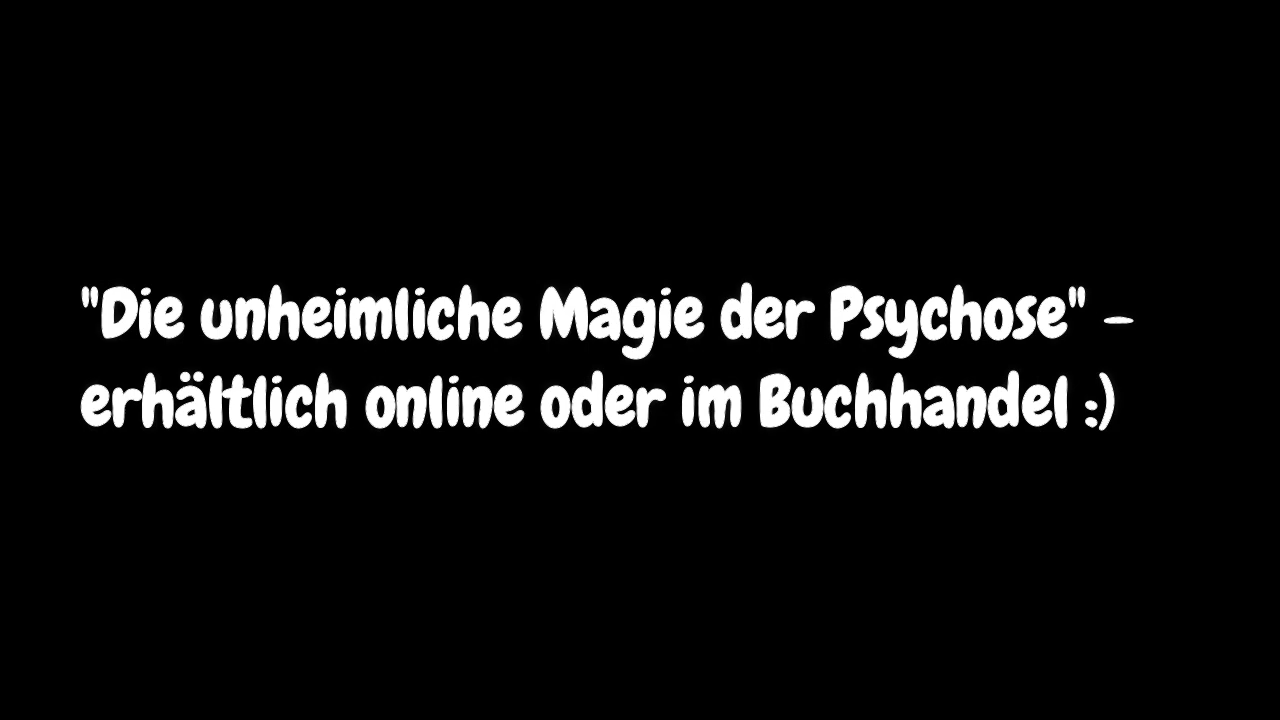 "Die unheimliche Magie der Psychose" –
erhältlich online oder im Buchhandel :)